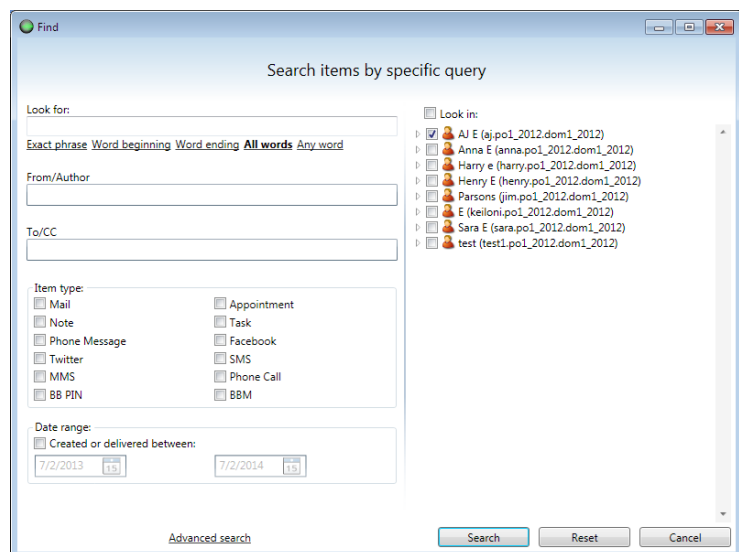 Find
Search items by specific query
Look for:
Exact phrase Word beginning Word ending All words Any word
From/Author
To/CC
Item type:
Mail
Appointment
Note
Task
Phone Message
Facebook
Twitter
SMS
MMS
Phone Call
BB PIN
BBM
Date range:
Created or delivered between:
7/2/2013 15
7/2/2014 15
Look in:
AJ E (aj.po1_2012.dom1_2012)
Anna E (anna.po1_2012.dom1_2012)
Harry e (harry.po1_2012.dom1_2012)
Henry E (henry.po1_2012.dom1_2012)
Parsons (jim.po1_2012.dom1_2012)
E (keiloni.po1_2012.dom1_2012)
Sara E (sara.po1_2012.dom1_2012)
test (test1.po1_2012.dom1_2012)
Advanced search
Search
Reset
Cancel